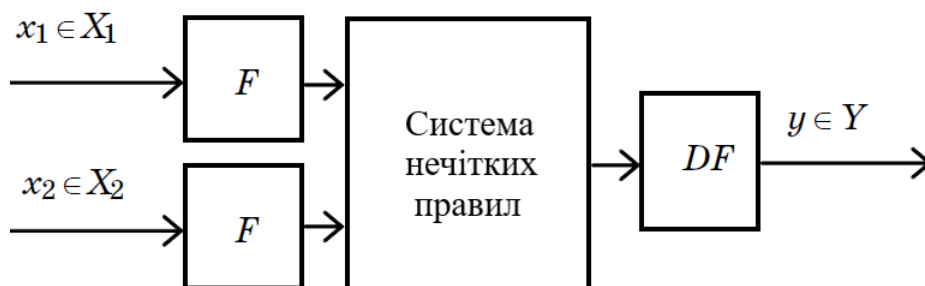 x₁ ∈ X₁
F
x₂ ∈ X₂
F
Система
нечітких
правил
DF
y ∈ Y